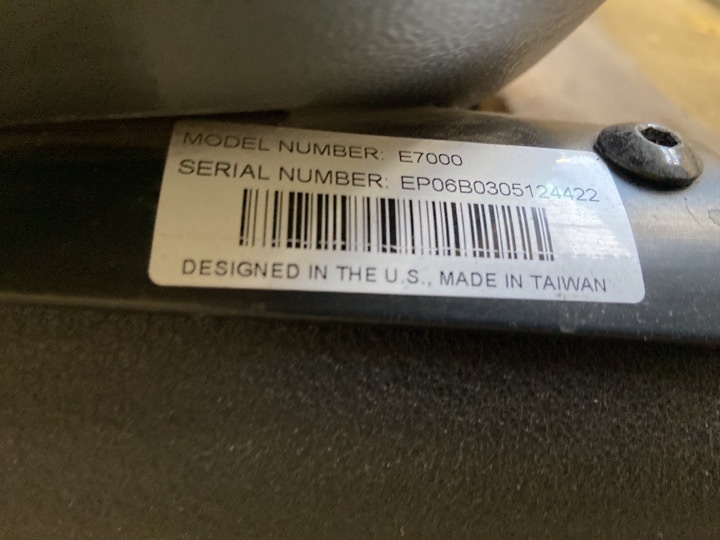 MODEL NUMBER: E7000
SERIAL NUMBER: EP06B0305124422
DESIGNED IN THE U.S., MADE IN TAIWAN